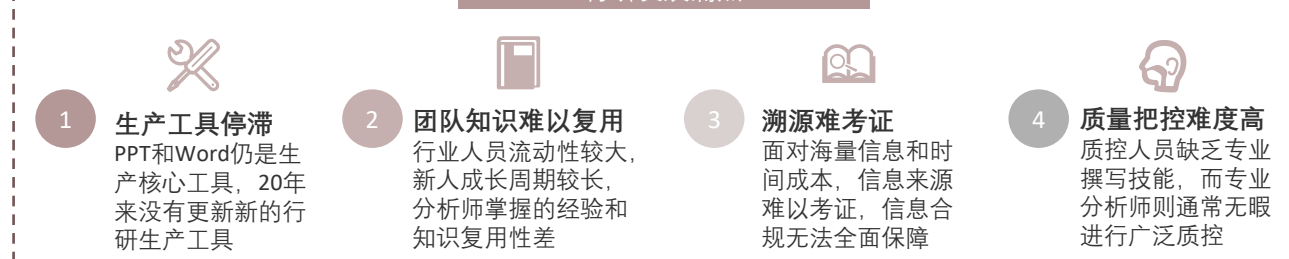 1
生产工具停滞
PPT和Word仍是生
产核心工具，20年
来没有更新新的行
研生产工具
2
团队知识难以复用
行业人员流动性较大，
新人成长周期较长，
分析师掌握的经验和
知识复用性差
3
溯源难考证
面对海量信息和时
间成本，信息来源
难以考证，信息合
规无法全面保障
4
质量把控难度高
质控人员缺乏专业
撰写技能，而专业
分析师则通常无暇
进行广泛质控